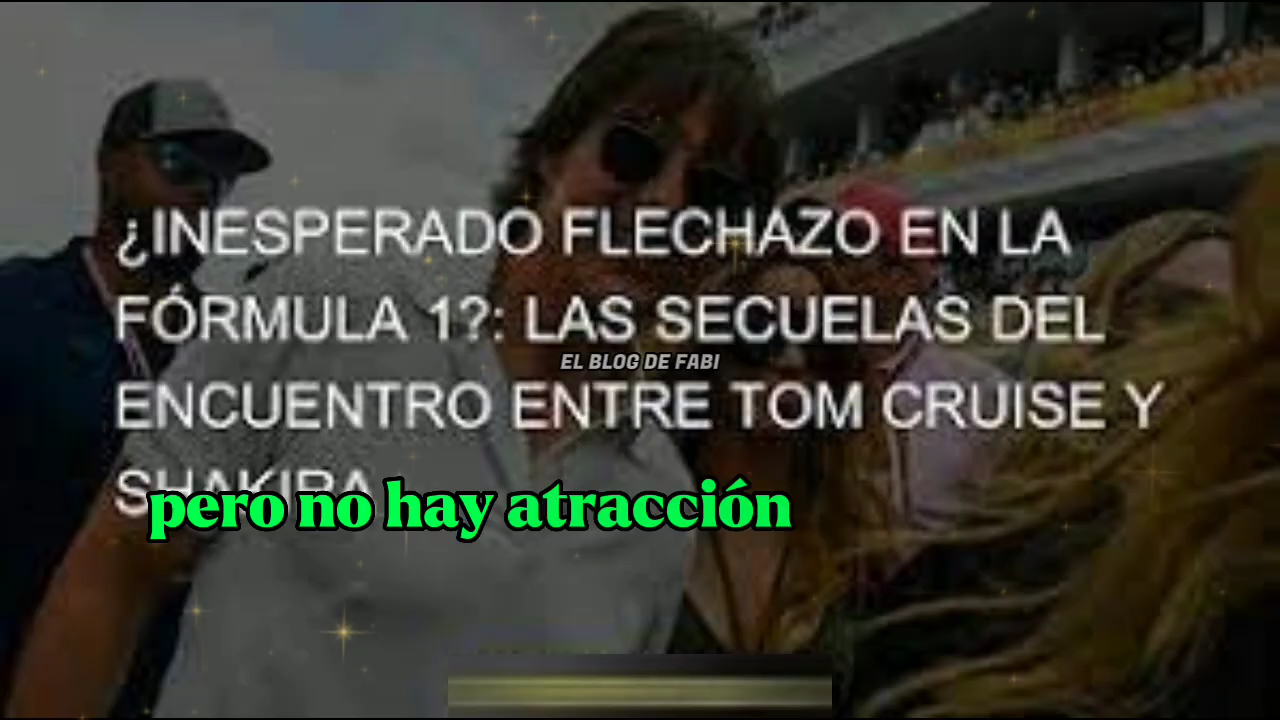 ¿INESPERADO FLECHAZO EN LA
FÓRMULA 1?: LAS SECUELAS DEL
EL BLOG DE FABI
ENCUENTRO ENTRE TOM CRUISE Y
SHAKIRA
pero no hay atracción